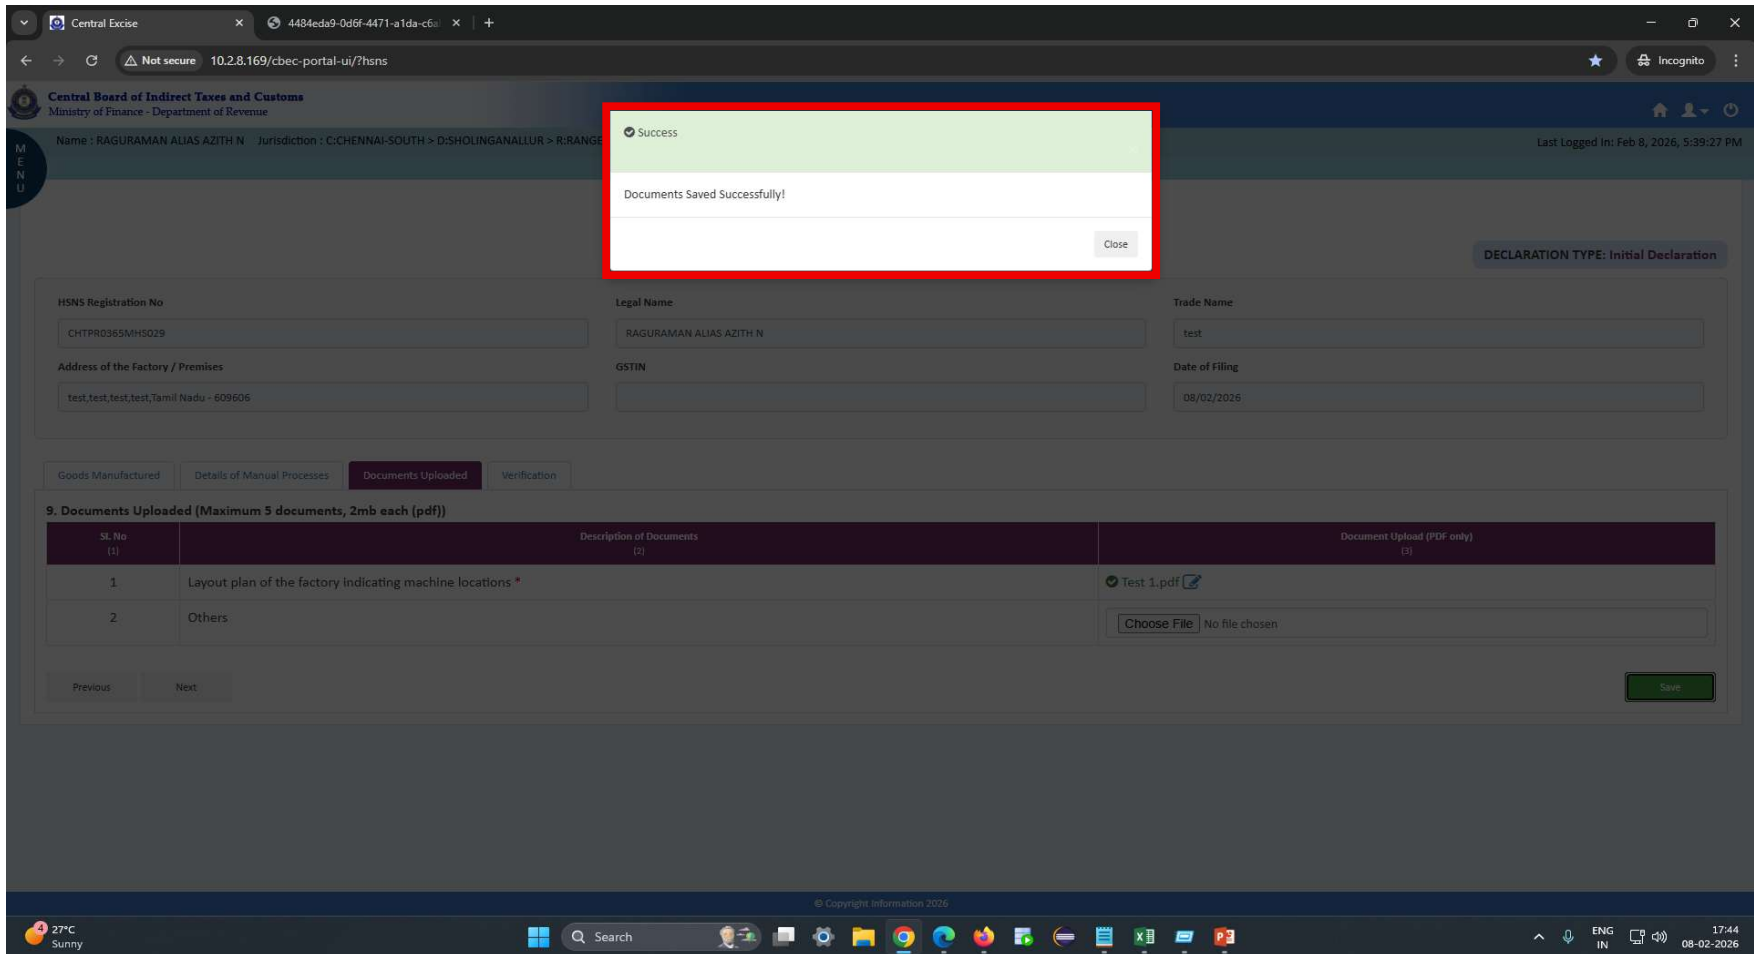 Central Excise
4484eda9-0d6f-4471-a1da-c6a
Not secure 10.2.8.169/cbec-portal-ui/?hsns
Incognito
Central Board of Indirect Taxes and Customs
Ministry of Finance - Department of Revenue
MENU
Name : RAGURAMAN ALIAS AZITH N Jurisdiction : C:CHENNAI-SOUTH > D:SHOLINGANALLUR > R:RANGE
Last Logged In: Feb 8, 2026, 5:39:27 PM
Success
Documents Saved Successfully!
Close
DECLARATION TYPE: Initial Declaration
HSNS Registration No Legal Name Trade Name
CHTPR0365MHS029 RAGURAMAN ALIAS AZITH N test
Address of the Factory / Premises GSTIN Date of Filing
test,test,test,test,Tamil Nadu - 609606 08/02/2026
Goods Manufactured Details of Manual Processes Documents Uploaded Verification
9. Documents Uploaded (Maximum 5 documents, 2mb each (pdf))
Sl. No Description of Documents Document Upload (PDF only)
(1) (2) (3)
1 Layout plan of the factory indicating machine locations * Test 1.pdf
2 Others Choose File No file chosen
Previous Next Save
© Copyright Information 2026
4 27°C
Sunny
Search
ENG
IN
17:44
08-02-2026